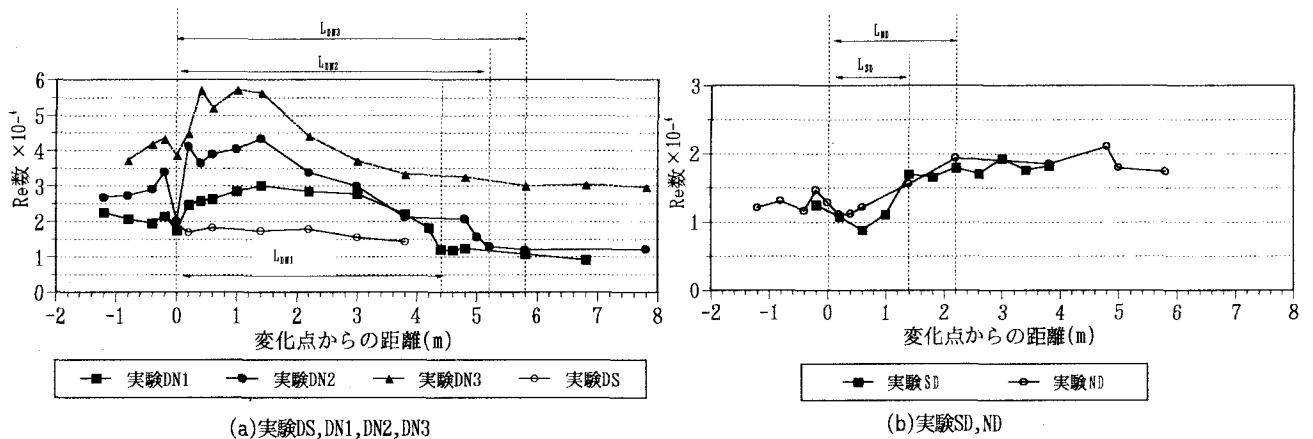 L_DN3
L_DN2
6
5
4
3
2
1
0
Re数 ×10⁻⁴
L_DN1
-2 -1 0 1 2 3 4 5 6 7 8
変化点からの距離(m)
実験DN1 実験DN2 実験DN3 実験DS
(a)実験DS,DN1,DN2,DN3
L_ND
L_SD
3
2
1
0
Re数 ×10⁻⁴
-2 -1 0 1 2 3 4 5 6 7 8
変化点からの距離(m)
実験SD 実験ND
(b)実験SD,ND